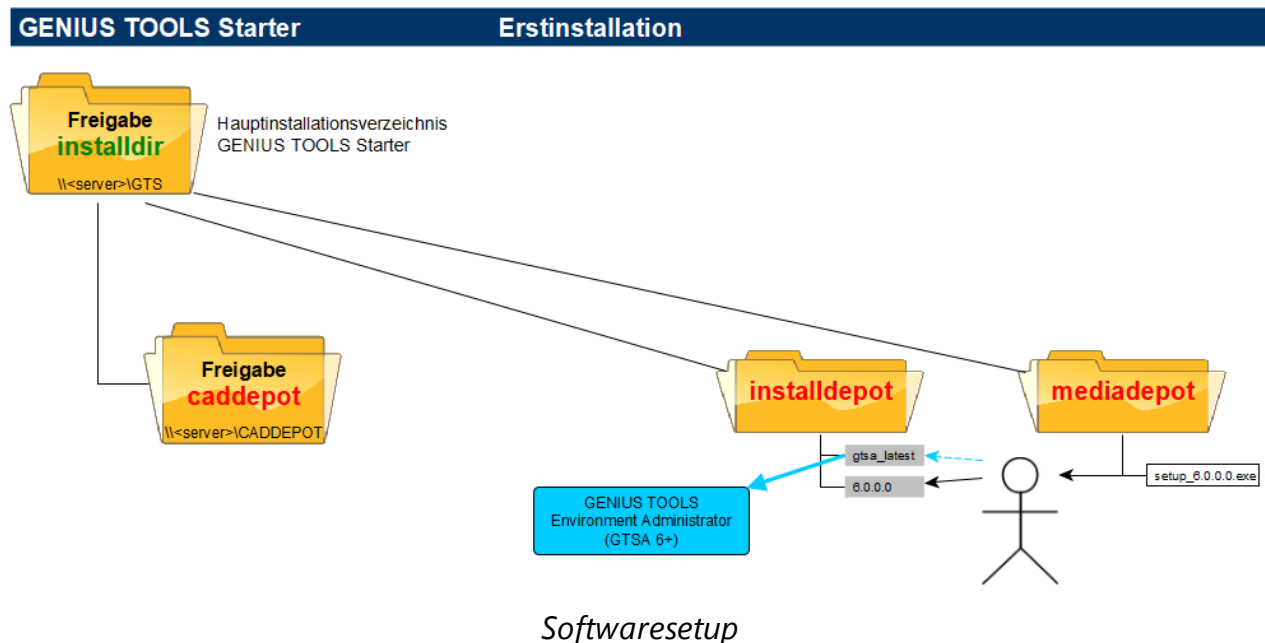 GENIUS TOOLS Starter Erstinstallation
Freigabe
installdir
\\<server>\GTS
Hauptinstallationsverzeichnis
GENIUS TOOLS Starter
Freigabe
caddepot
\\<server>\CADDEPOT
installdepot
mediadepot
gtsa_latest
6.0.0.0
setup_6.0.0.0.exe
GENIUS TOOLS
Environment Administrator
(GTSA 6+)
Softwaresetup